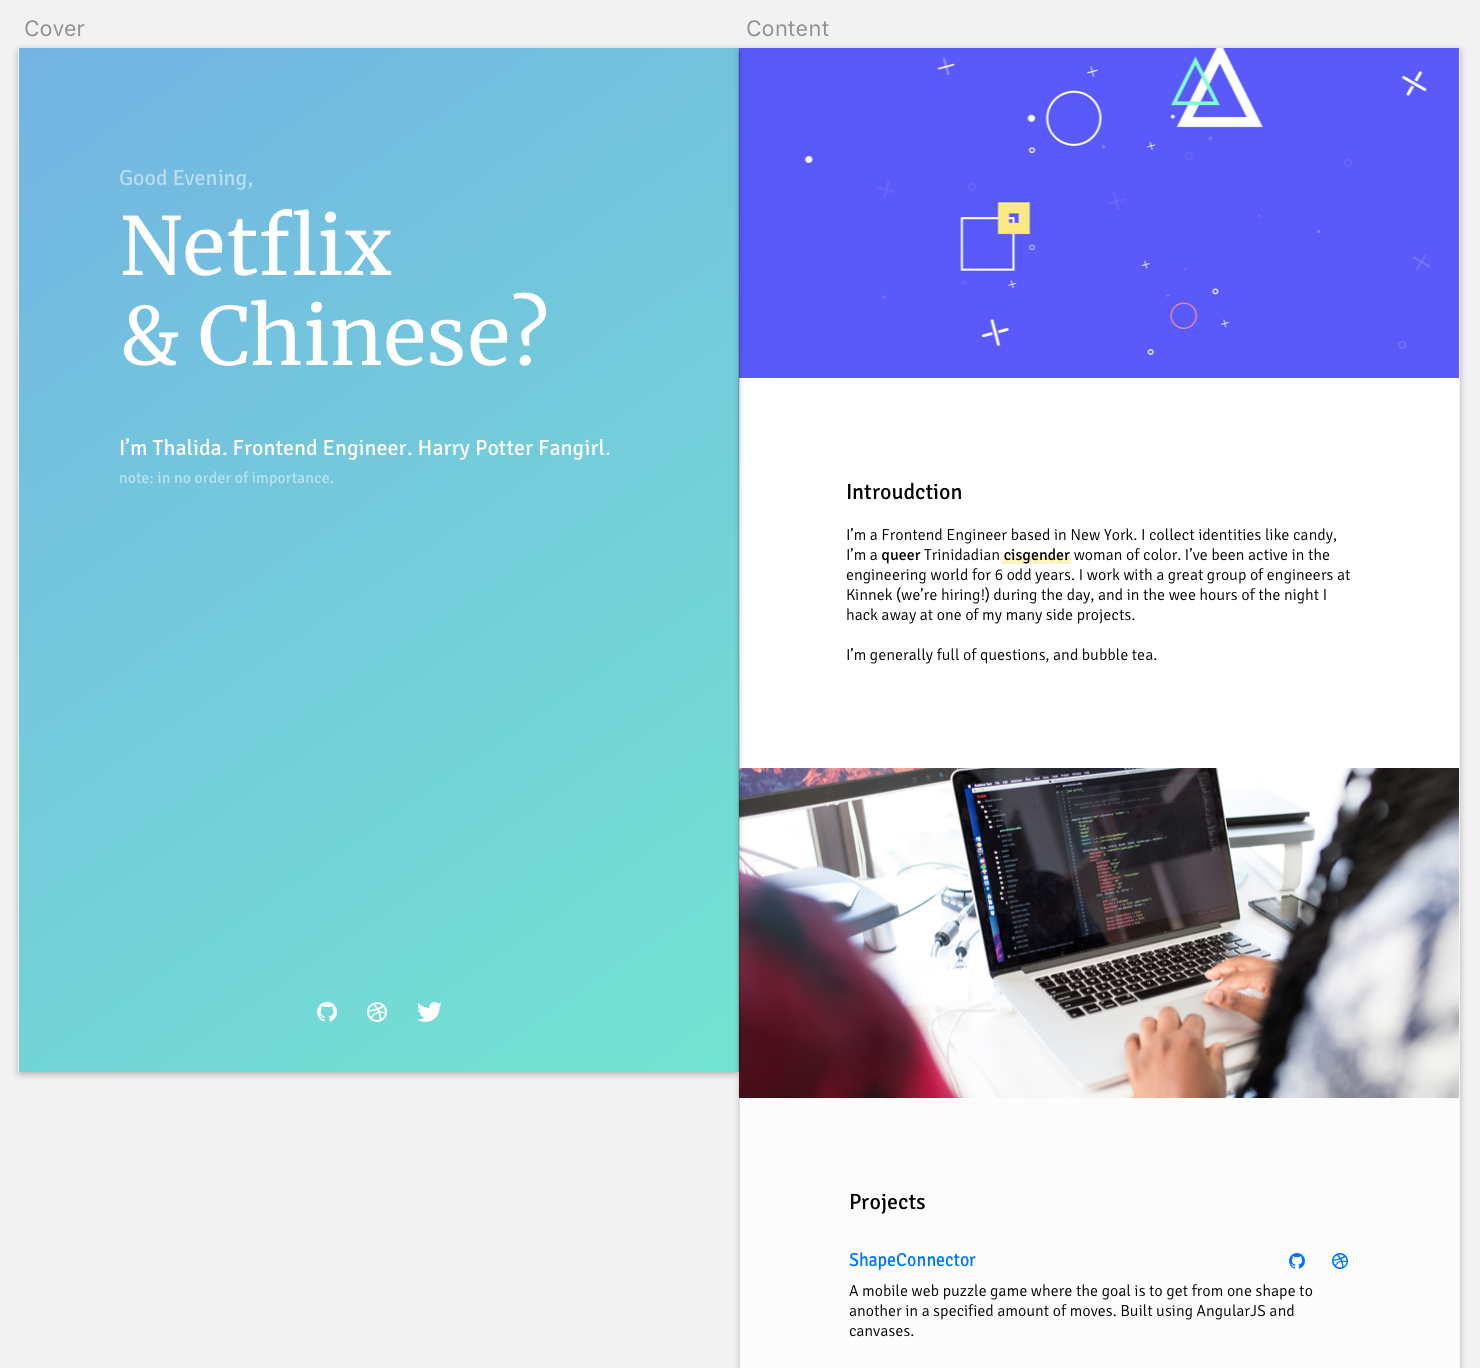 Cover
Content
Good Evening,
Netflix
& Chinese?
I’m Thalida. Frontend Engineer. Harry Potter Fangirl.
note: in no order of importance.
Introudction
I’m a Frontend Engineer based in New York. I collect identities like candy,
I’m a queer Trinidadian cisgender woman of color. I’ve been active in the
engineering world for 6 odd years. I work with a great group of engineers at
Kinnek (we’re hiring!) during the day, and in the wee hours of the night I
hack away at one of my many side projects.
I’m generally full of questions, and bubble tea.
Projects
ShapeConnector
A mobile web puzzle game where the goal is to get from one shape to
another in a specified amount of moves. Built using AngularJS and
canvases.